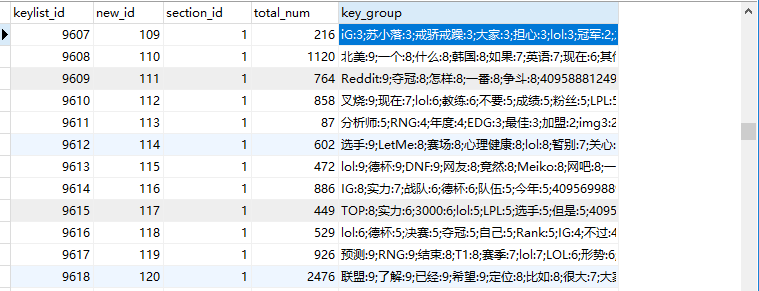 keylist_id new_id section_id total_num key_group
9607 109 1 216 iG:3;苏小落:3;戒骄戒躁:3;大家:3;担心:3;lol:3;冠军:2;
9608 110 1 1120 北美:9;一个:8;什么:8;韩国:8;如果:7;英语:7;现在:6;其
9609 111 1 764 Reddit:9;夺冠:8;怎样:8;一番:8;争斗:8;40958881249
9610 112 1 858 叉烧:9;现在:7;lol:6;教练:6;不要:5;成绩:5;粉丝:5;LPL:5
9611 113 1 87 分析师:5;RNG:4;年度:4;EDG:3;最佳:3;加盟:2;img3:2
9612 114 1 602 选手:9;LetMe:8;赛场:8;心理健康:8;lol:8;暂别:7;关心:
9613 115 1 472 lol:9;德杯:9;DNF:9;网友:8;竟然:8;Meiko:8;网吧:8;一
9614 116 1 886 IG:8;实力:7;战队:6;德杯:6;队伍:5;今年:5;409569988
9615 117 1 449 TOP:8;实力:6;3000:6;lol:5;LPL:5;选手:5;但是:5;4095
9616 118 1 529 lol:6;德杯:5;决赛:5;夺冠:5;自己:5;Rank:5;IG:4;不过:4
9617 119 1 926 预测:9;RNG:9;结束:8;T1:8;赛季:7;lol:7;LOL:6;形势:6;
9618 120 1 2476 联盟:9;了解:9;已经:9;希望:9;定位:8;比如:8;很大:7;大